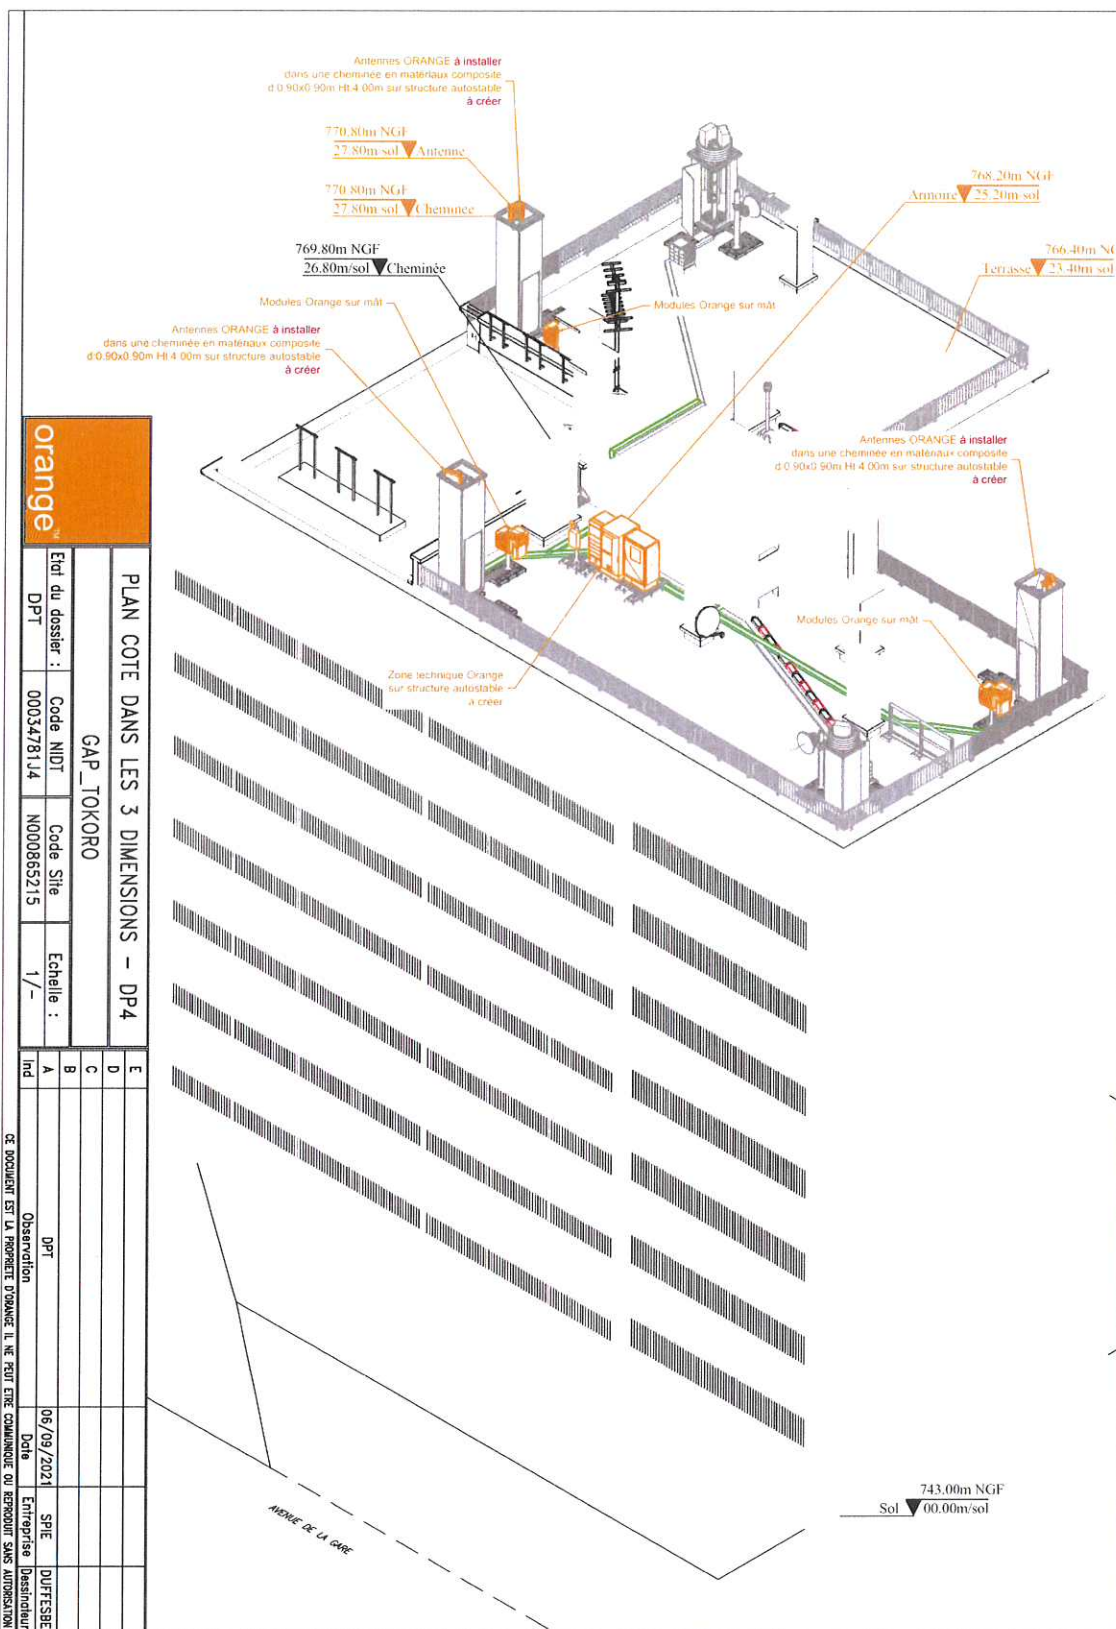 Antennes ORANGE à installer
dans une cheminée en matériaux composite
d:0.90x0.90m Ht.4.00m sur structure autostable
à créer
770.80m NGF
27.80m/sol Antenne
770.80m NGF
27.80m/sol Cheminée
769.80m NGF
26.80m/sol Cheminée
768.20m NGF
Armoire 25.20m/sol
766.40m
Terrasse 23.40m/sol
Modules Orange sur mât
Modules Orange sur mât
Antennes ORANGE à installer
dans une cheminée en matériaux composite
d:0.90x0.90m Ht.4.00m sur structure autostable
à créer
Antennes ORANGE à installer
dans une cheminée en matériaux composite
d:0.90x0.90m Ht.4.00m sur structure autostable
à créer
Modules Orange sur mât
Zone technique Orange
sur structure autostable
à créer
743.00m NGF
Sol 00.00m/sol
AVENUE DE LA GARE
orange™
PLAN COTE DANS LES 3 DIMENSIONS - DP4
GAP_TOKORO
Etat du dossier : Code NIDT Code Site Echelle :
DPT 00034781J4 N000865215 1/-
E
D
C
B
A DPT 06/09/2021 SPIE DUFFESBE
Ind Observation Date Entreprise Dessinateur
CE DOCUMENT EST LA PROPRIETE D'ORANGE IL NE PEUT ETRE COMMUNIQUE OU REPRODUIT SANS AUTORISATION